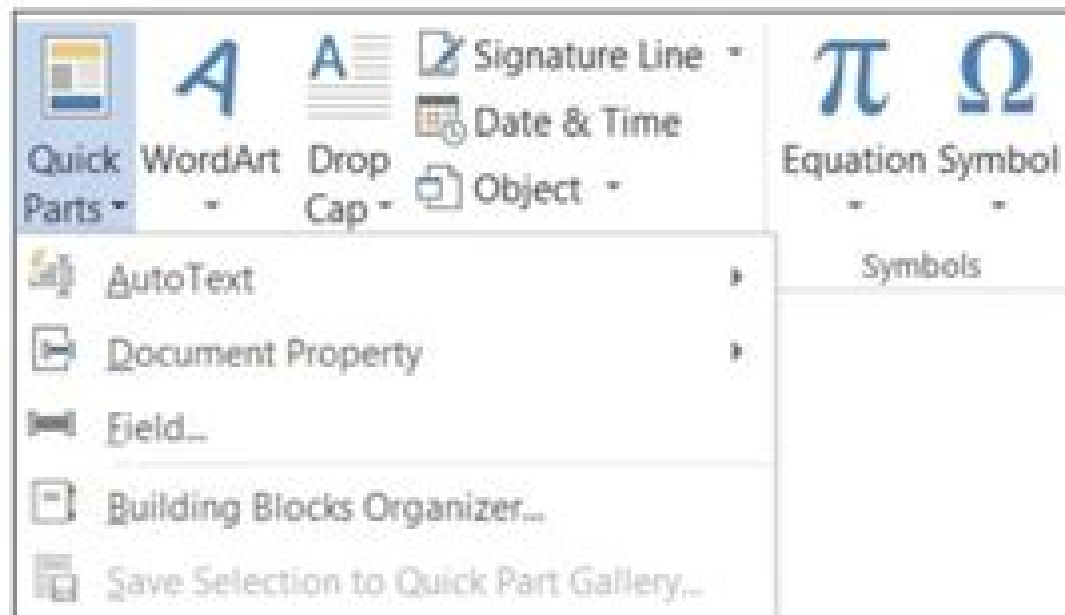 Quick Parts
WordArt
Drop Cap
Signature Line
Date & Time
Object
Equation
Symbol
Symbols
AutoText
Document Property
Field...
Building Blocks Organizer...
Save Selection to Quick Part Gallery...